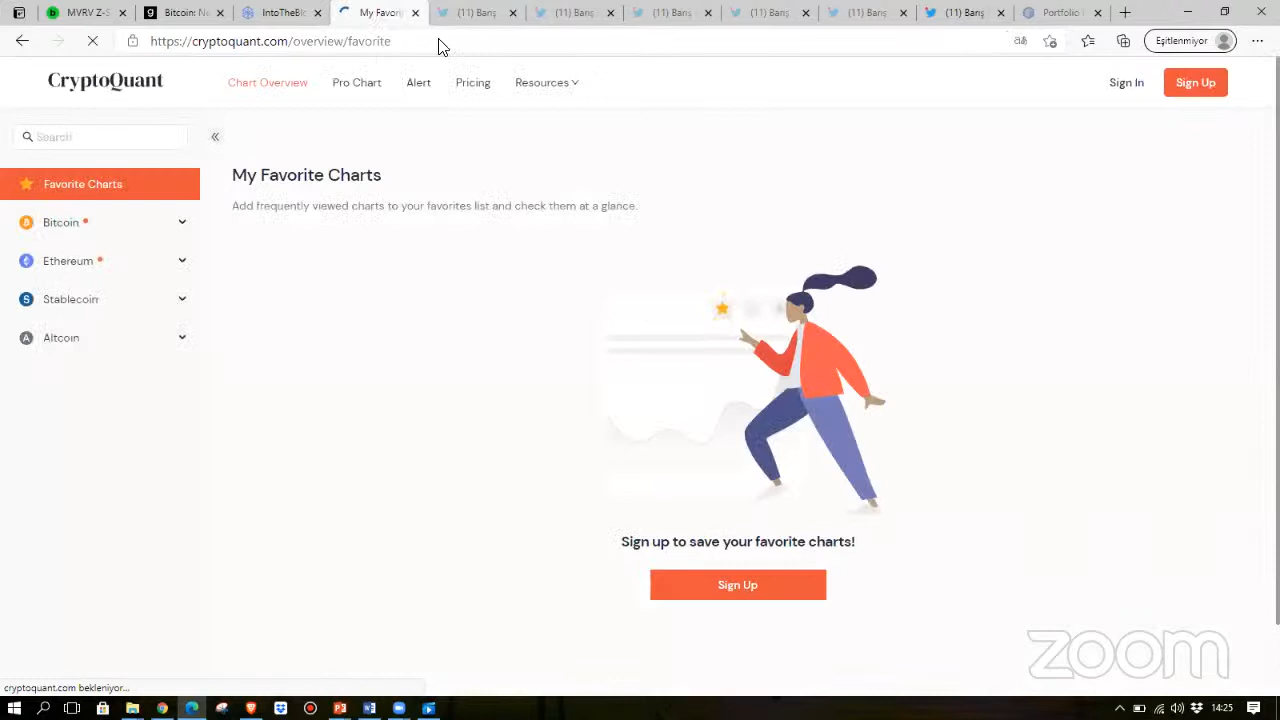 MVRV Z-S
Bitcoin: Ne
IntoTheBlo
My Favorit
(11) Barış
(11) Barış
(11) Barış
(11) Barış
(11) Barış
(11) Barış
Portfolio
https://cryptoquant.com/overview/favorite
Eşitlenmiyor
CryptoQuant
Chart Overview
Pro Chart
Alert
Pricing
Resources
Sign In
Sign Up
Search
Favorite Charts
Bitcoin
Ethereum
Stablecoin
Altcoin
My Favorite Charts
Add frequently viewed charts to your favorites list and check them at a glance.
Sign up to save your favorite charts!
Sign Up
zoom
cryptoquant.com bekleniyor...
14:25